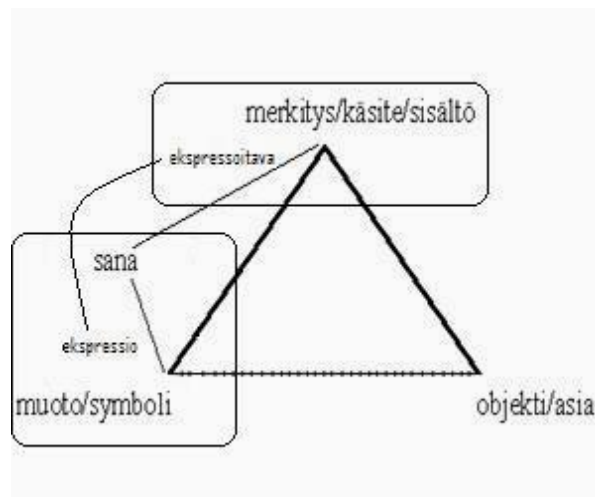 merkitys/käsite/sisältö
ekspressoitava
sana
ekspressio
muoto/symboli
objekti/asia